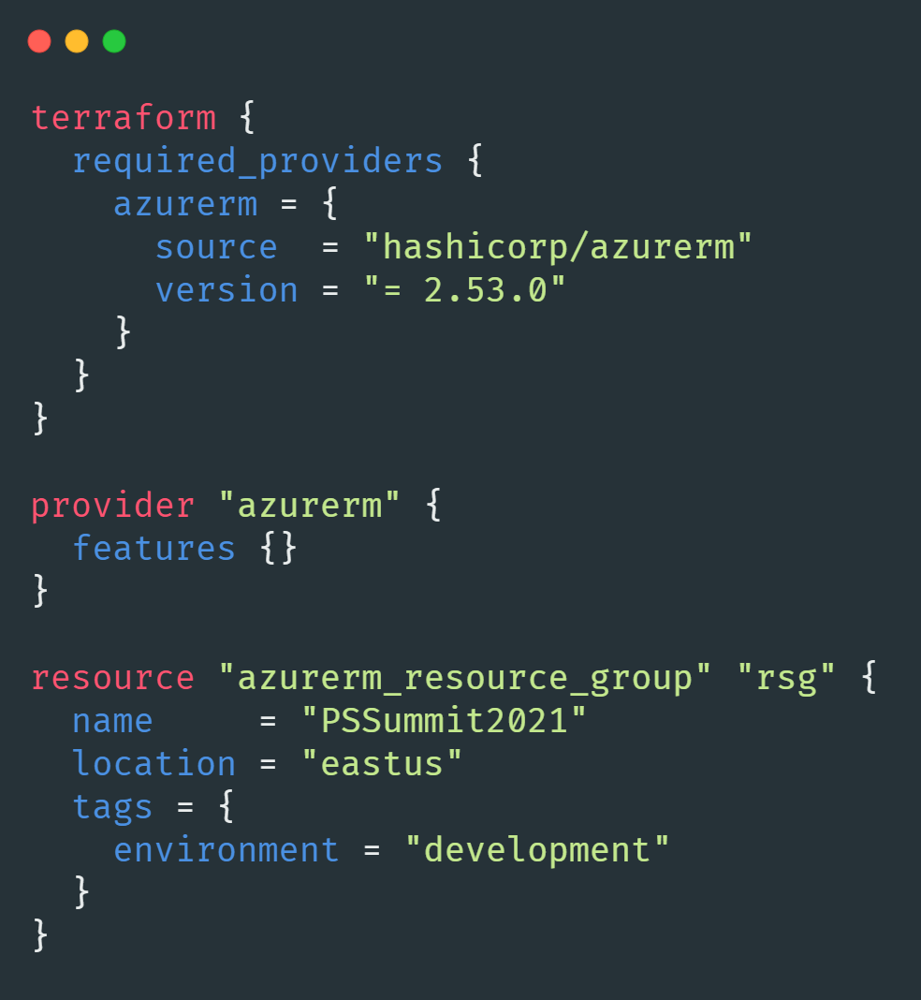 terraform {
  required_providers {
    azurerm = {
      source  = "hashicorp/azurerm"
      version = "= 2.53.0"
    }
  }
}

provider "azurerm" {
  features {}
}

resource "azurerm_resource_group" "rsg" {
  name     = "PSSummit2021"
  location = "eastus"
  tags = {
    environment = "development"
  }
}